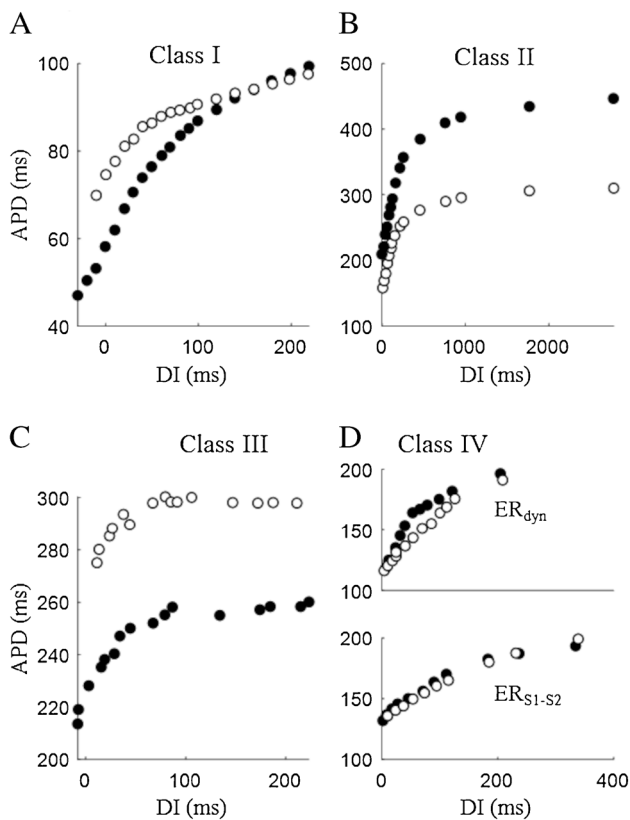 A
Class I
100
80
60
40
APD (ms)
0
100
200
DI (ms)
B
Class II
500
400
300
200
100
0
1000
2000
DI (ms)
C
Class III
300
280
260
240
220
200
APD (ms)
0
100
200
DI (ms)
D
Class IV
200
150
100
ERdyn
200
150
100
ERS1-S2
0
200
400
DI (ms)